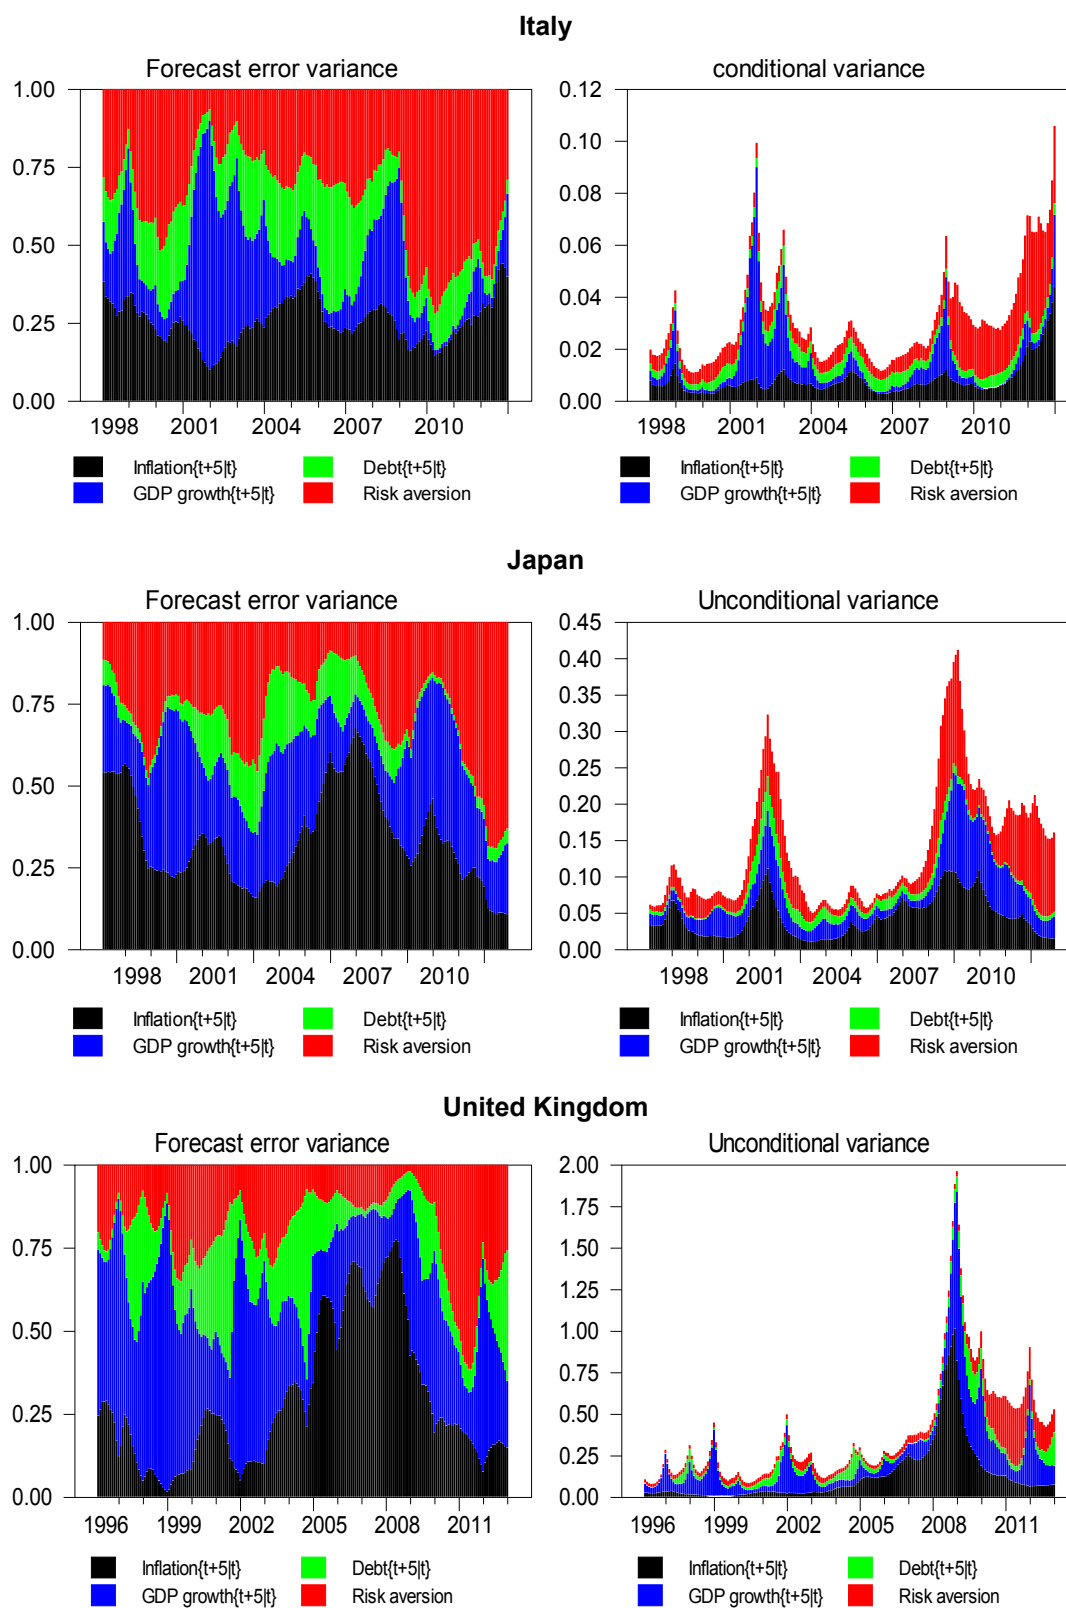 Italy
Forecast error variance
conditional variance
1.00
0.75
0.50
0.25
0.00
1998 2001 2004 2007 2010
0.12
0.10
0.08
0.06
0.04
0.02
0.00
1998 2001 2004 2007 2010
Inflation{t+5|t} Debt{t+5|t}
GDP growth{t+5|t} Risk aversion
Inflation{t+5|t} Debt{t+5|t}
GDP growth{t+5|t} Risk aversion
Japan
Forecast error variance
Unconditional variance
1.00
0.75
0.50
0.25
0.00
1998 2001 2004 2007 2010
0.45
0.40
0.35
0.30
0.25
0.20
0.15
0.10
0.05
0.00
1998 2001 2004 2007 2010
Inflation{t+5|t} Debt{t+5|t}
GDP growth{t+5|t} Risk aversion
Inflation{t+5|t} Debt{t+5|t}
GDP growth{t+5|t} Risk aversion
United Kingdom
Forecast error variance
Unconditional variance
1.00
0.75
0.50
0.25
0.00
1996 1999 2002 2005 2008 2011
2.00
1.75
1.50
1.25
1.00
0.75
0.50
0.25
0.00
1996 1999 2002 2005 2008 2011
Inflation{t+5|t} Debt{t+5|t}
GDP growth{t+5|t} Risk aversion
Inflation{t+5|t} Debt{t+5|t}
GDP growth{t+5|t} Risk aversion